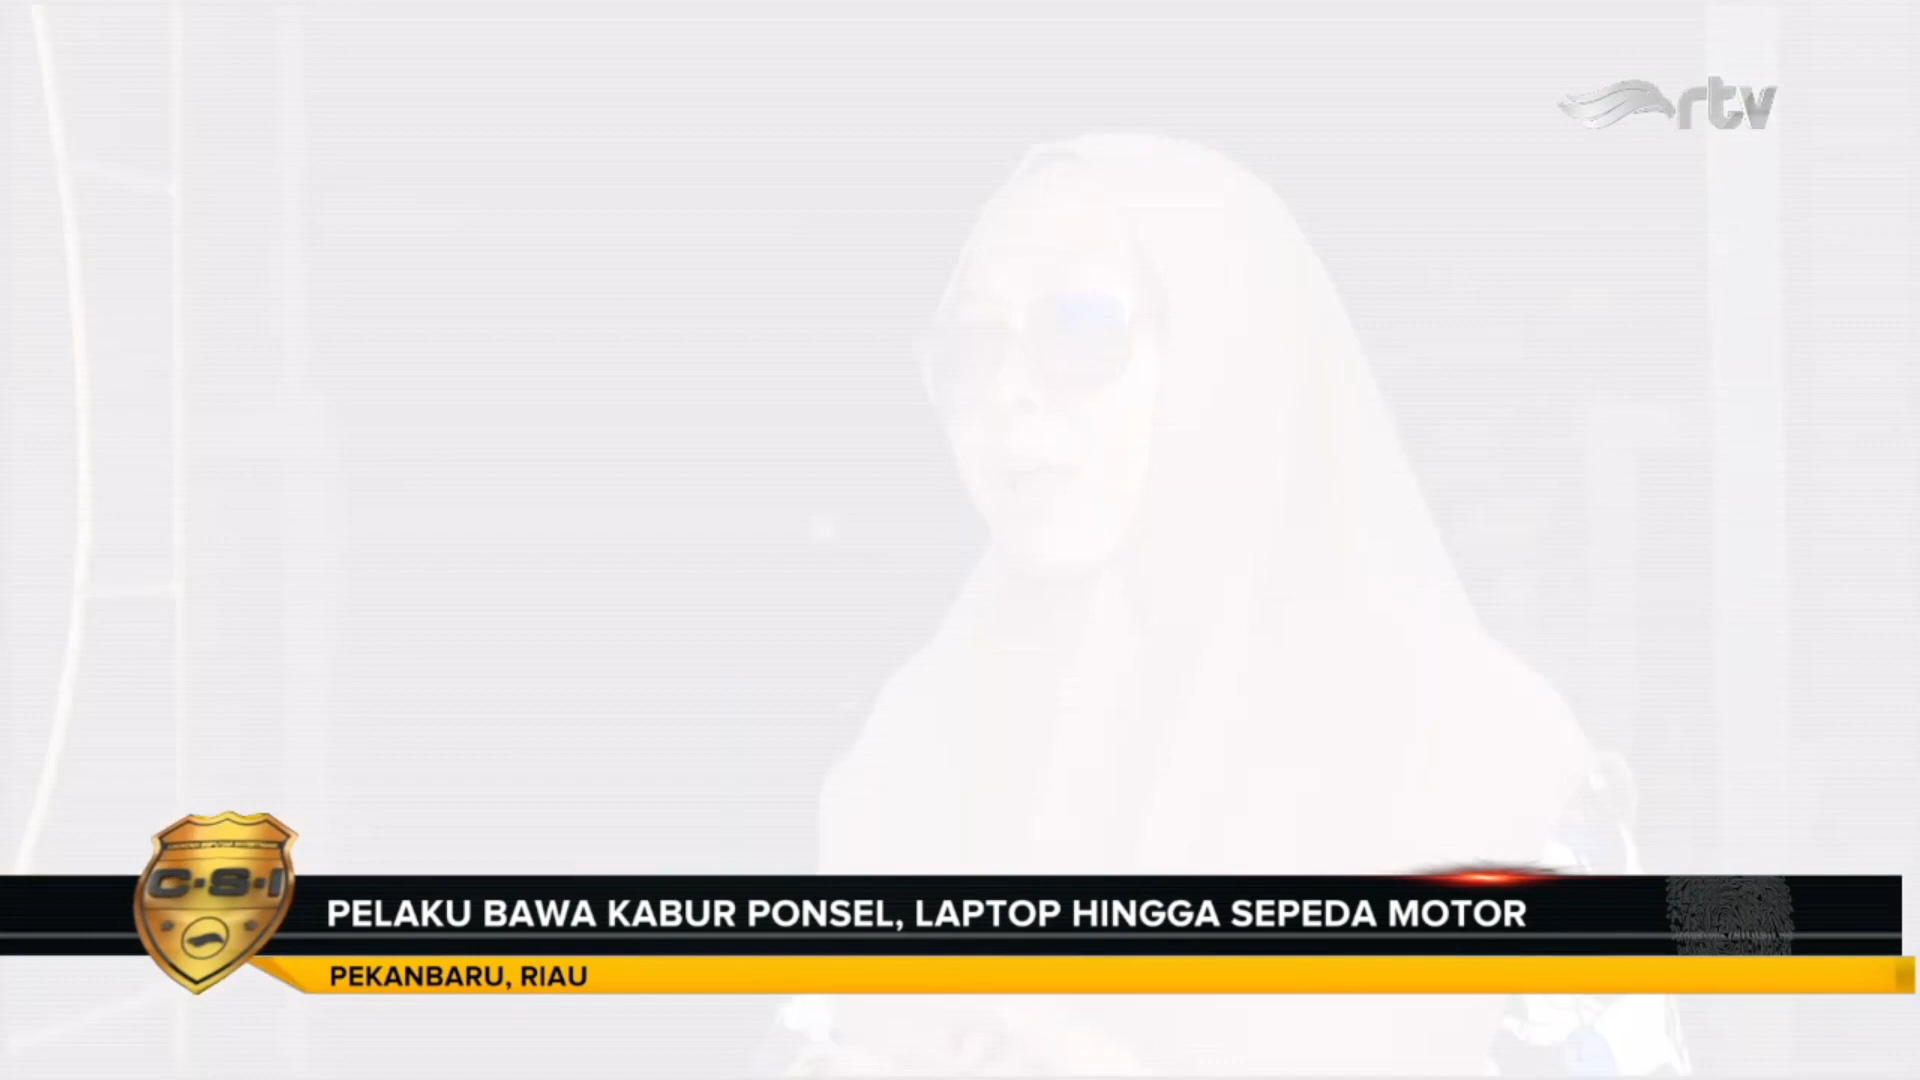 rtv
C·S·I
PELAKU BAWA KABUR PONSEL, LAPTOP HINGGA SEPEDA MOTOR
PEKANBARU, RIAU